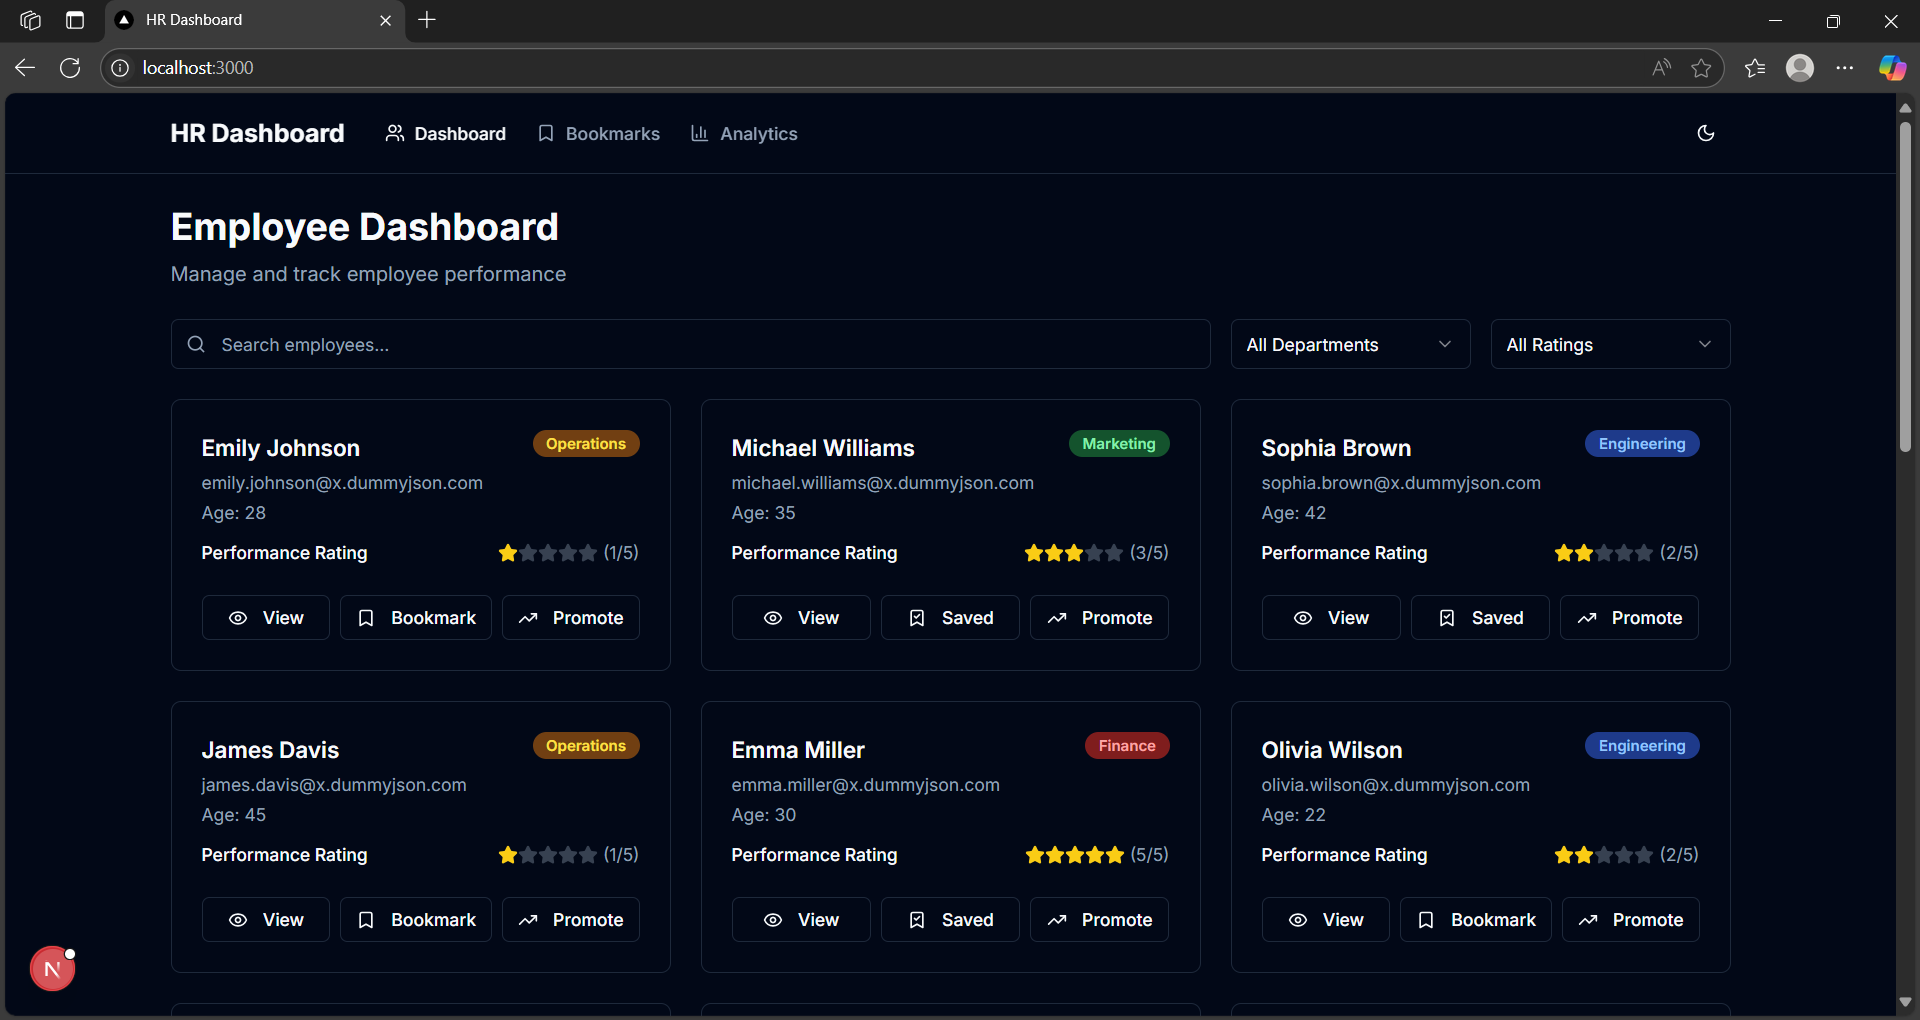 HR Dashboard
localhost:3000
HR Dashboard Dashboard Bookmarks Analytics
Employee Dashboard
Manage and track employee performance
Search employees... All Departments All Ratings
Emily Johnson Operations
emily.johnson@x.dummyjson.com
Age: 28
Performance Rating (1/5)
View Bookmark Promote
Michael Williams Marketing
michael.williams@x.dummyjson.com
Age: 35
Performance Rating (3/5)
View Saved Promote
Sophia Brown Engineering
sophia.brown@x.dummyjson.com
Age: 42
Performance Rating (2/5)
View Saved Promote
James Davis Operations
james.davis@x.dummyjson.com
Age: 45
Performance Rating (1/5)
View Bookmark Promote
Emma Miller Finance
emma.miller@x.dummyjson.com
Age: 30
Performance Rating (5/5)
View Saved Promote
Olivia Wilson Engineering
olivia.wilson@x.dummyjson.com
Age: 22
Performance Rating (2/5)
View Bookmark Promote
N